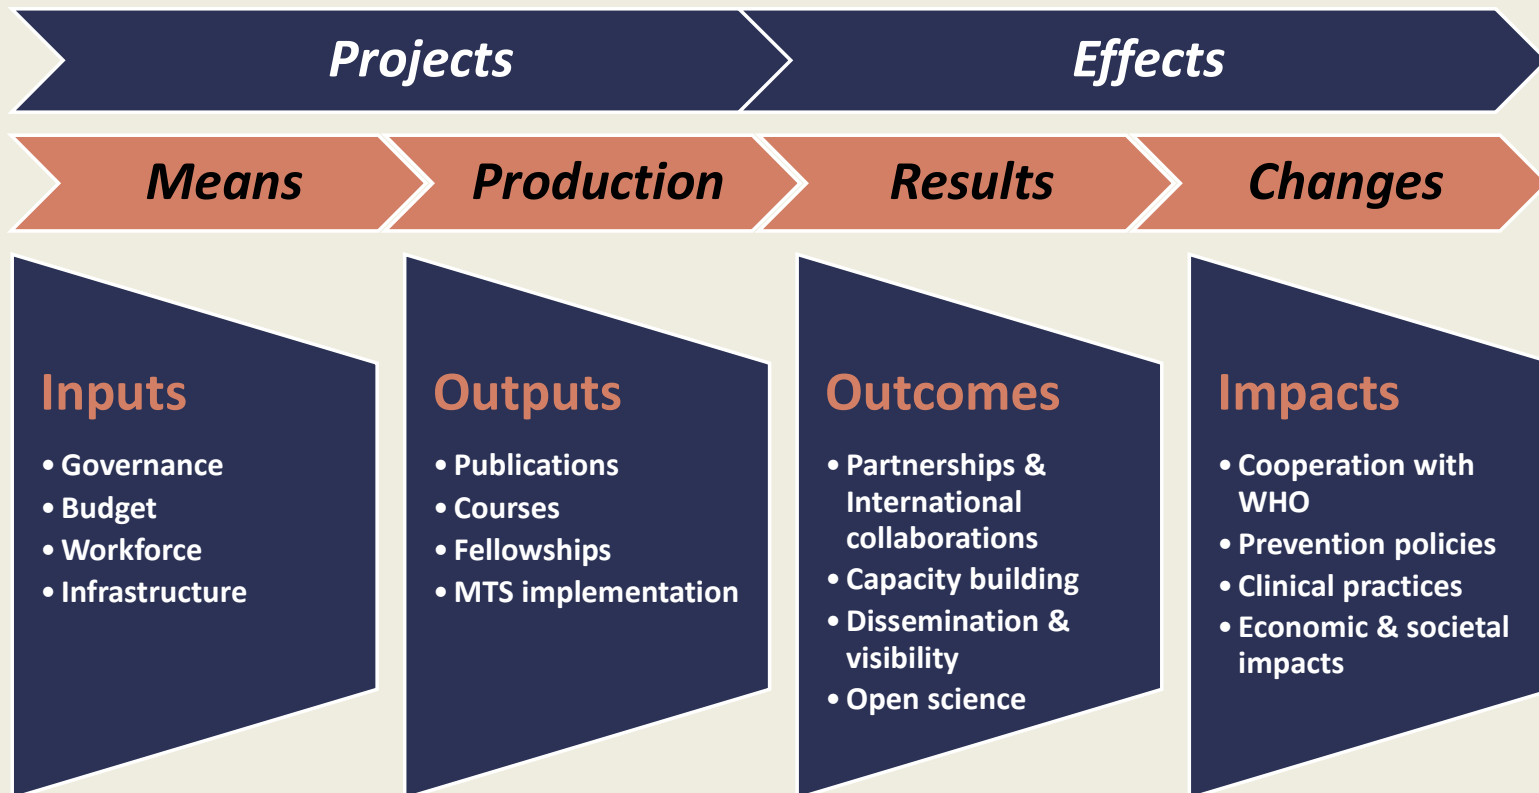 Projects
Effects
Means
Production
Results
Changes
Inputs
• Governance
• Budget
• Workforce
• Infrastructure
Outputs
• Publications
• Courses
• Fellowships
• MTS implementation
Outcomes
• Partnerships &
International
collaborations
• Capacity building
• Dissemination &
visibility
• Open science
Impacts
• Cooperation with
WHO
• Prevention policies
• Clinical practices
• Economic & societal
impacts